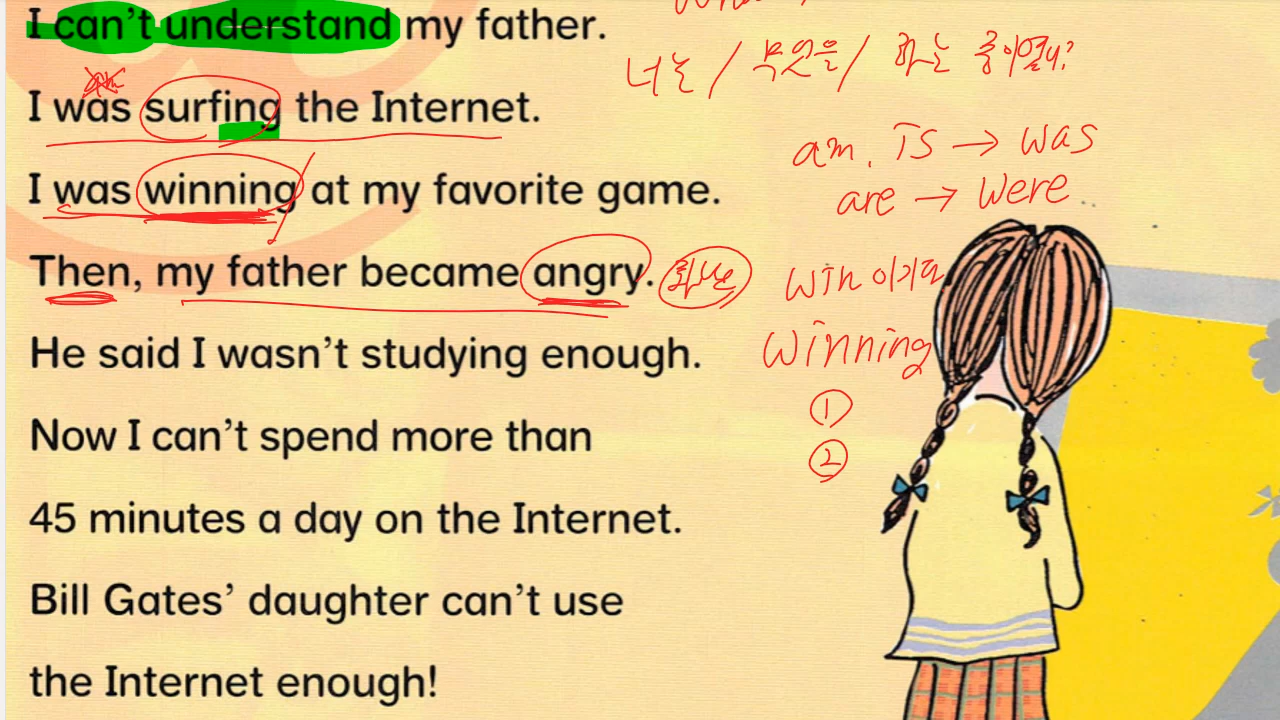 I can't understand my father.
너는 / 무엇을 / 하는 중이었니?
I was surfing the Internet.
am, is → was
I was winning at my favorite game.
are → were
Then, my father became angry. 화난
win 이기다
He said I wasn't studying enough.
winning
①
Now I can't spend more than
②
45 minutes a day on the Internet.
Bill Gates' daughter can't use
the Internet enough!